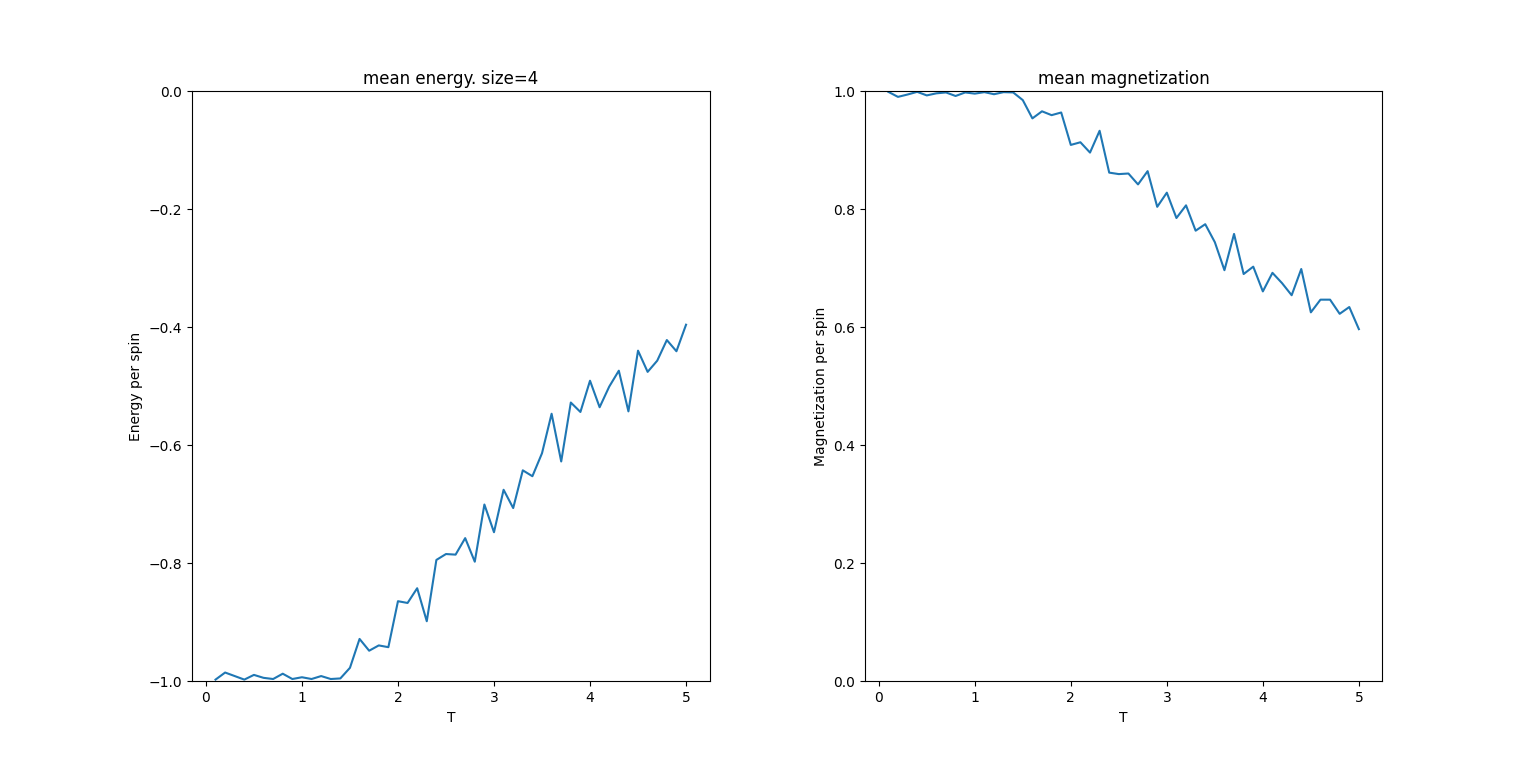 mean energy. size=4
0.0
−0.2
−0.4
−0.6
−0.8
−1.0
Energy per spin
0 1 2 3 4 5
T
mean magnetization
1.0
0.8
0.6
0.4
0.2
0.0
Magnetization per spin
0 1 2 3 4 5
T